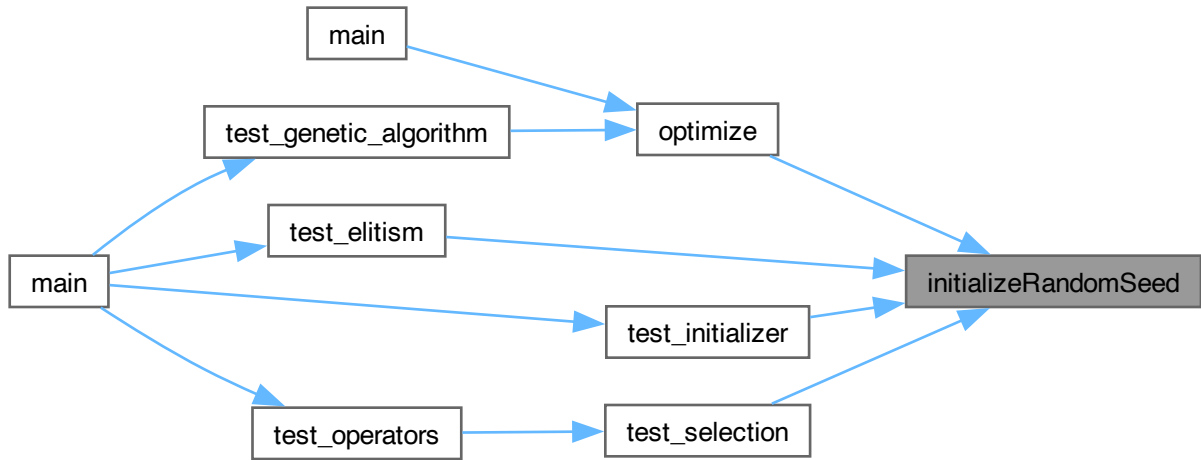 main
test_genetic_algorithm
optimize
test_elitism
main
initializeRandomSeed
test_initializer
test_operators
test_selection